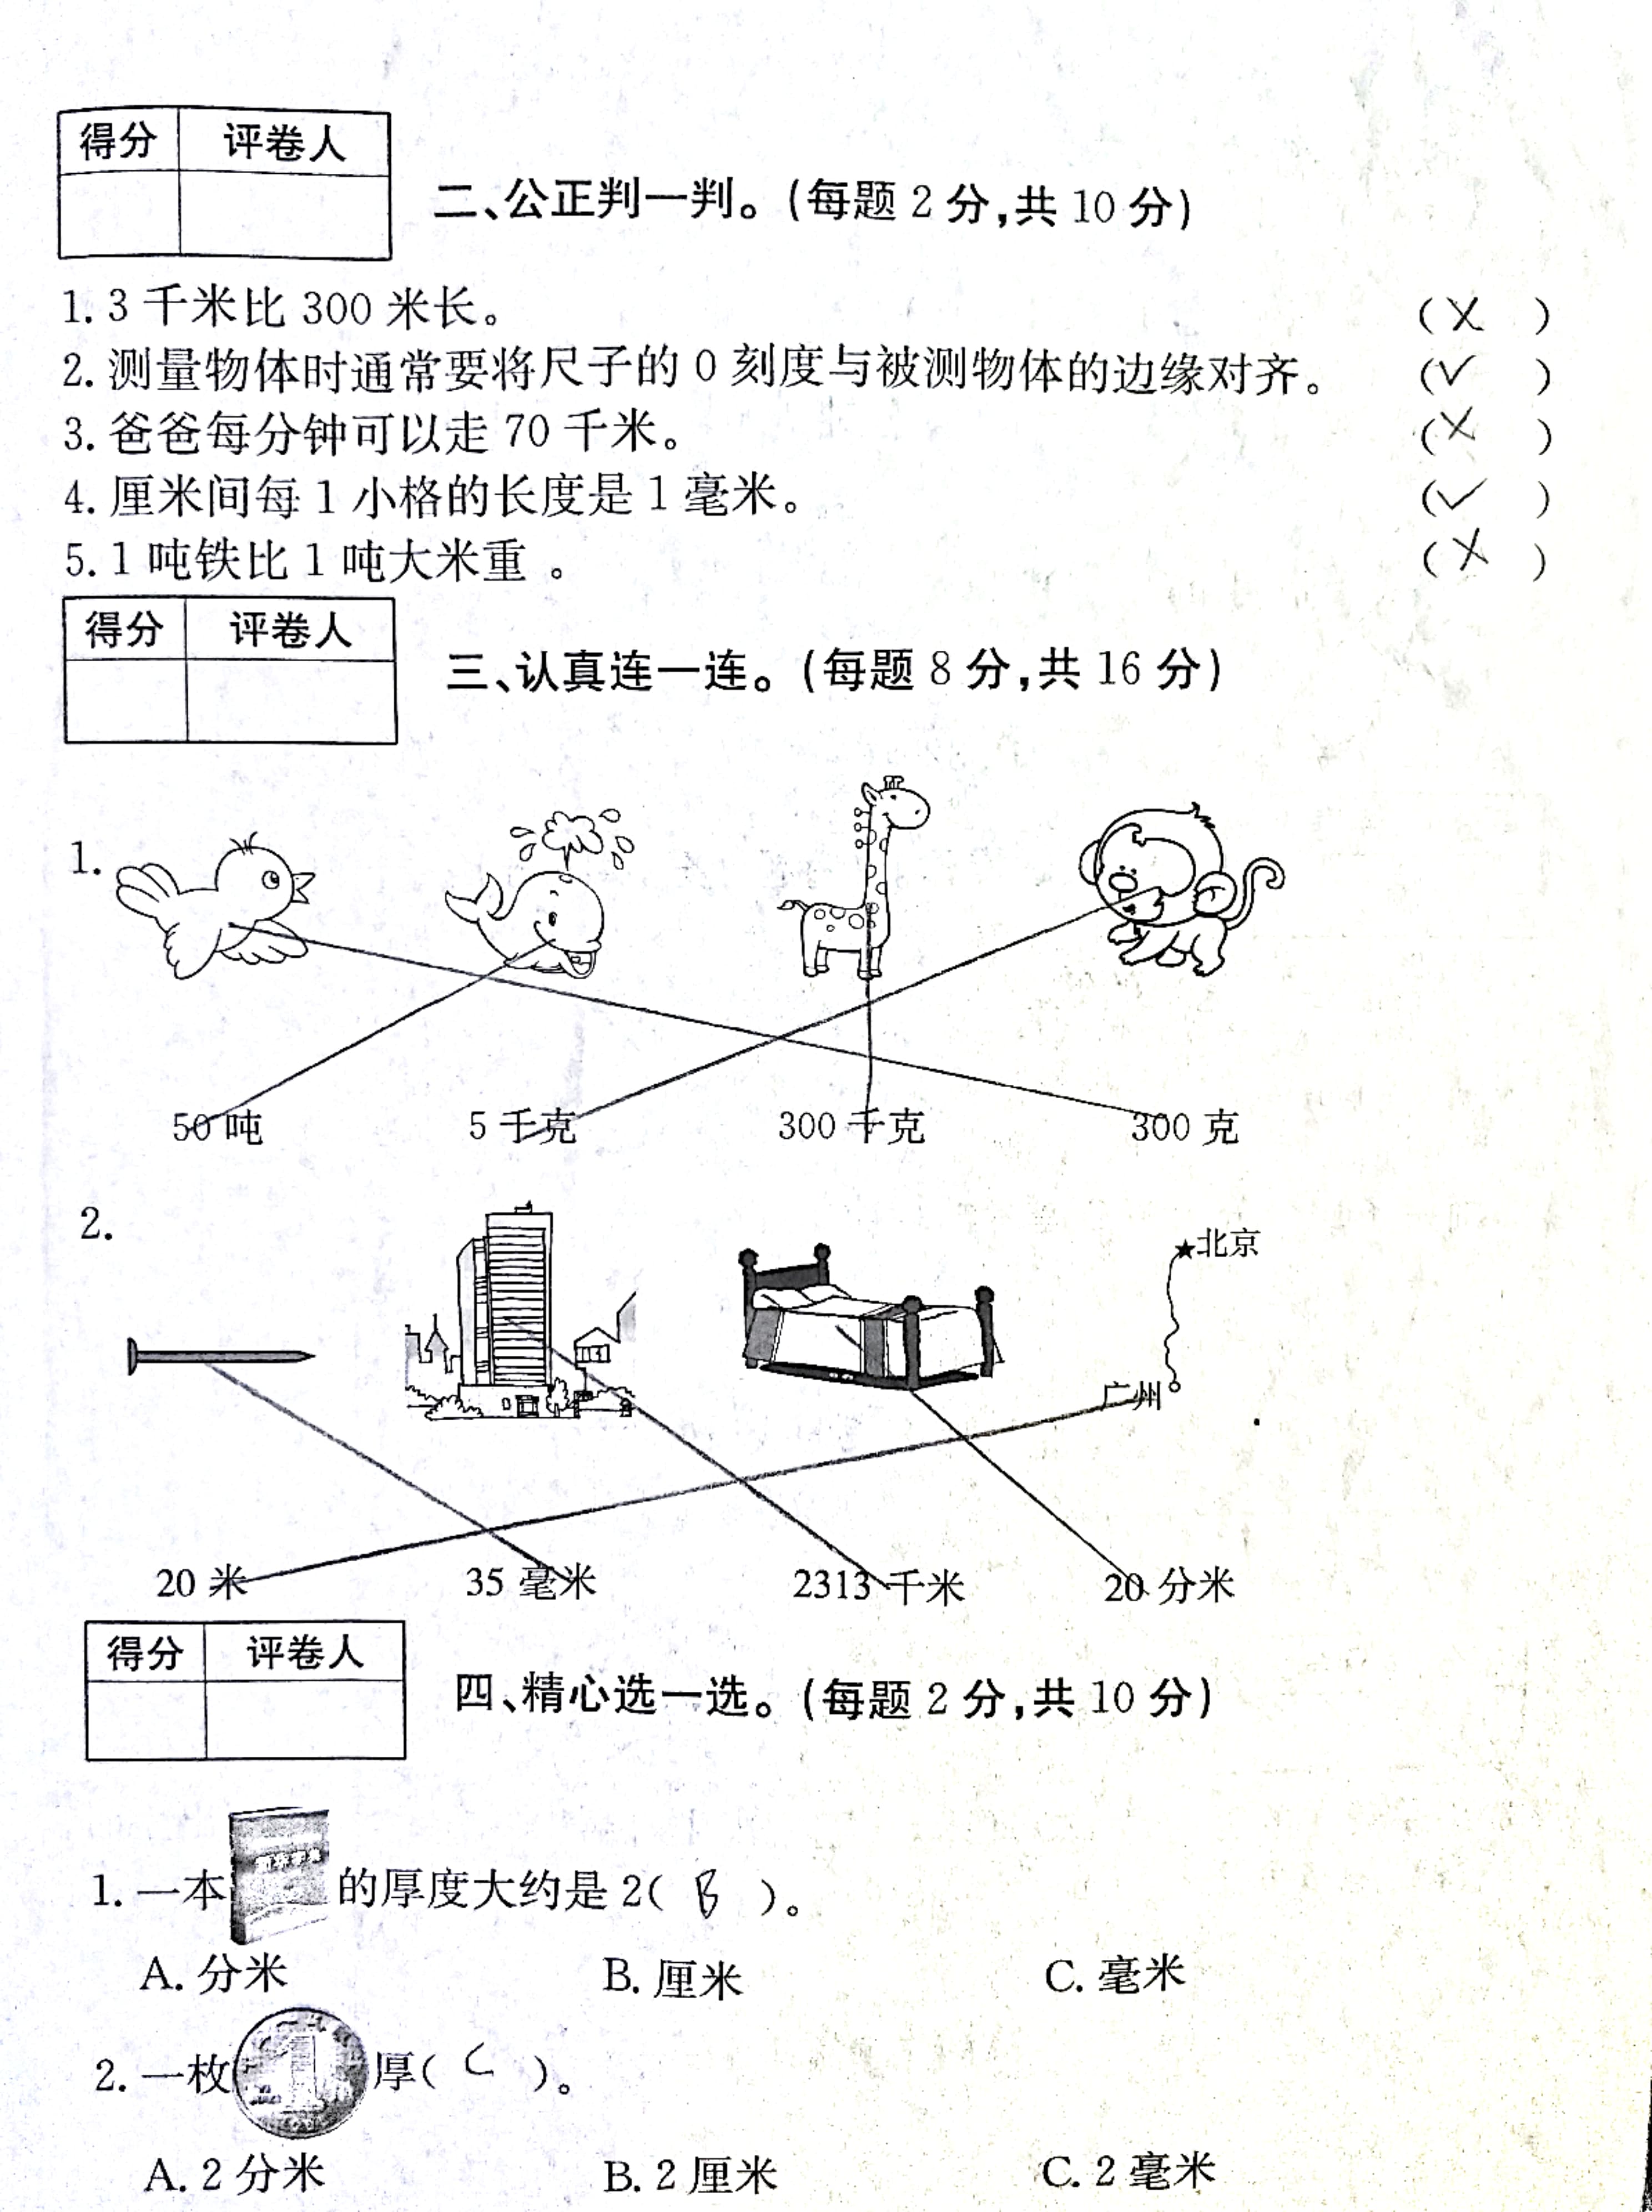 得分 评卷人
二、公正判一判。(每题 2 分,共 10 分)
1. 3 千米比 300 米长。 (X)
2. 测量物体时通常要将尺子的 0 刻度与被测物体的边缘对齐。 (✓)
3. 爸爸每分钟可以走 70 千米。 (X)
4. 厘米间每 1 小格的长度是 1 毫米。 (✓)
5. 1 吨铁比 1 吨大米重 。 (X)
得分 评卷人
三、认真连一连。(每题 8 分,共 16 分)
1.
50 吨 5 千克 300 千克 300 克
2.
★北京
广州
20 米 35 毫米 2313 千米 20 分米
得分 评卷人
四、精心选一选。(每题 2 分,共 10 分)
1. 一本 的厚度大约是 2( B )。
A. 分米 B. 厘米 C. 毫米
2. 一枚 1 厚( C )。
A. 2 分米 B. 2 厘米 C. 2 毫米